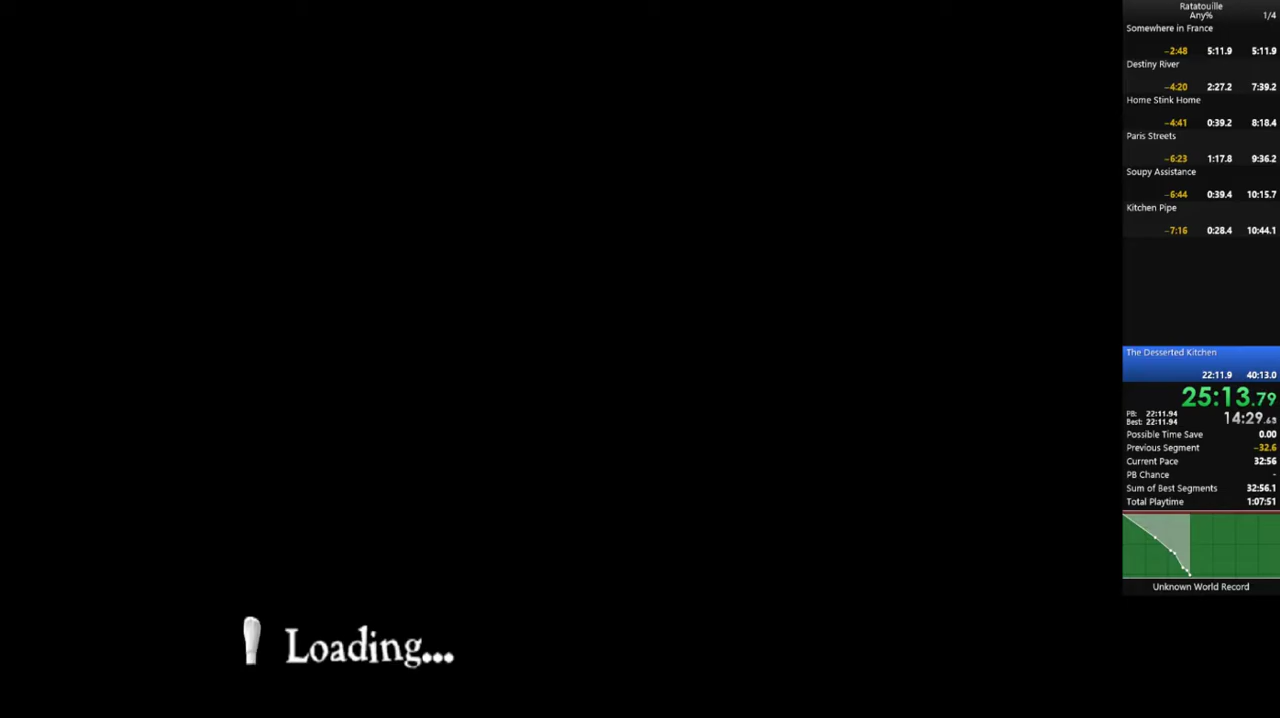 Ratatouille
Any% 1/4
Somewhere in France
−2:48 5:11.9 5:11.9
Destiny River
−4:20 2:27.2 7:39.2
Home Stink Home
−4:41 0:39.2 8:18.4
Paris Streets
−6:23 1:17.8 9:36.2
Soupy Assistance
−6:44 0:39.4 10:15.7
Kitchen Pipe
−7:16 0:28.4 10:44.1
The Desserted Kitchen
22:11.9 40:13.0
25:13.79
PB: 22:11.94
Best: 22:11.94 14:29.63
Possible Time Save 0.00
Previous Segment −32.6
Current Pace 32:56
PB Chance -
Sum of Best Segments 32:56.1
Total Playtime 1:07:51
Unknown World Record
Loading...